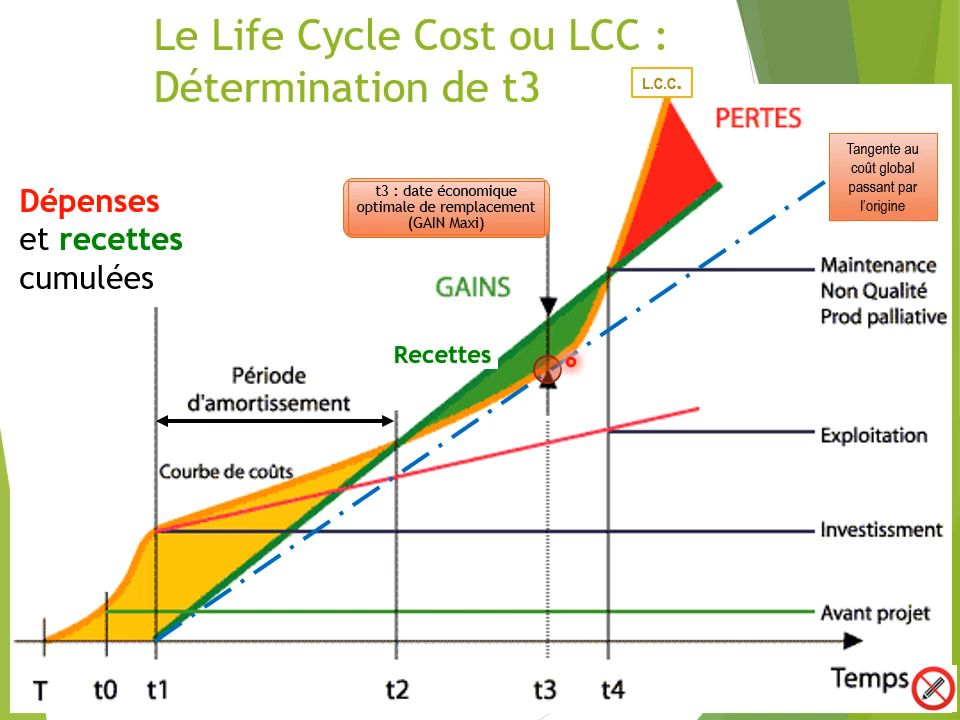 Le Life Cycle Cost ou LCC :
Détermination de t3
L.C.C.
PERTES
Tangente au
coût global
passant par
l'origine
t3 : date économique
optimale de remplacement
(GAIN Maxi)
Dépenses
et recettes
cumulées
GAINS
Maintenance
Non Qualité
Prod palliative
Recettes
Période
d'amortissement
Exploitation
Courbe de coûts
Investissment
Avant projet
Temps
T
t0
t1
t2
t3
t4